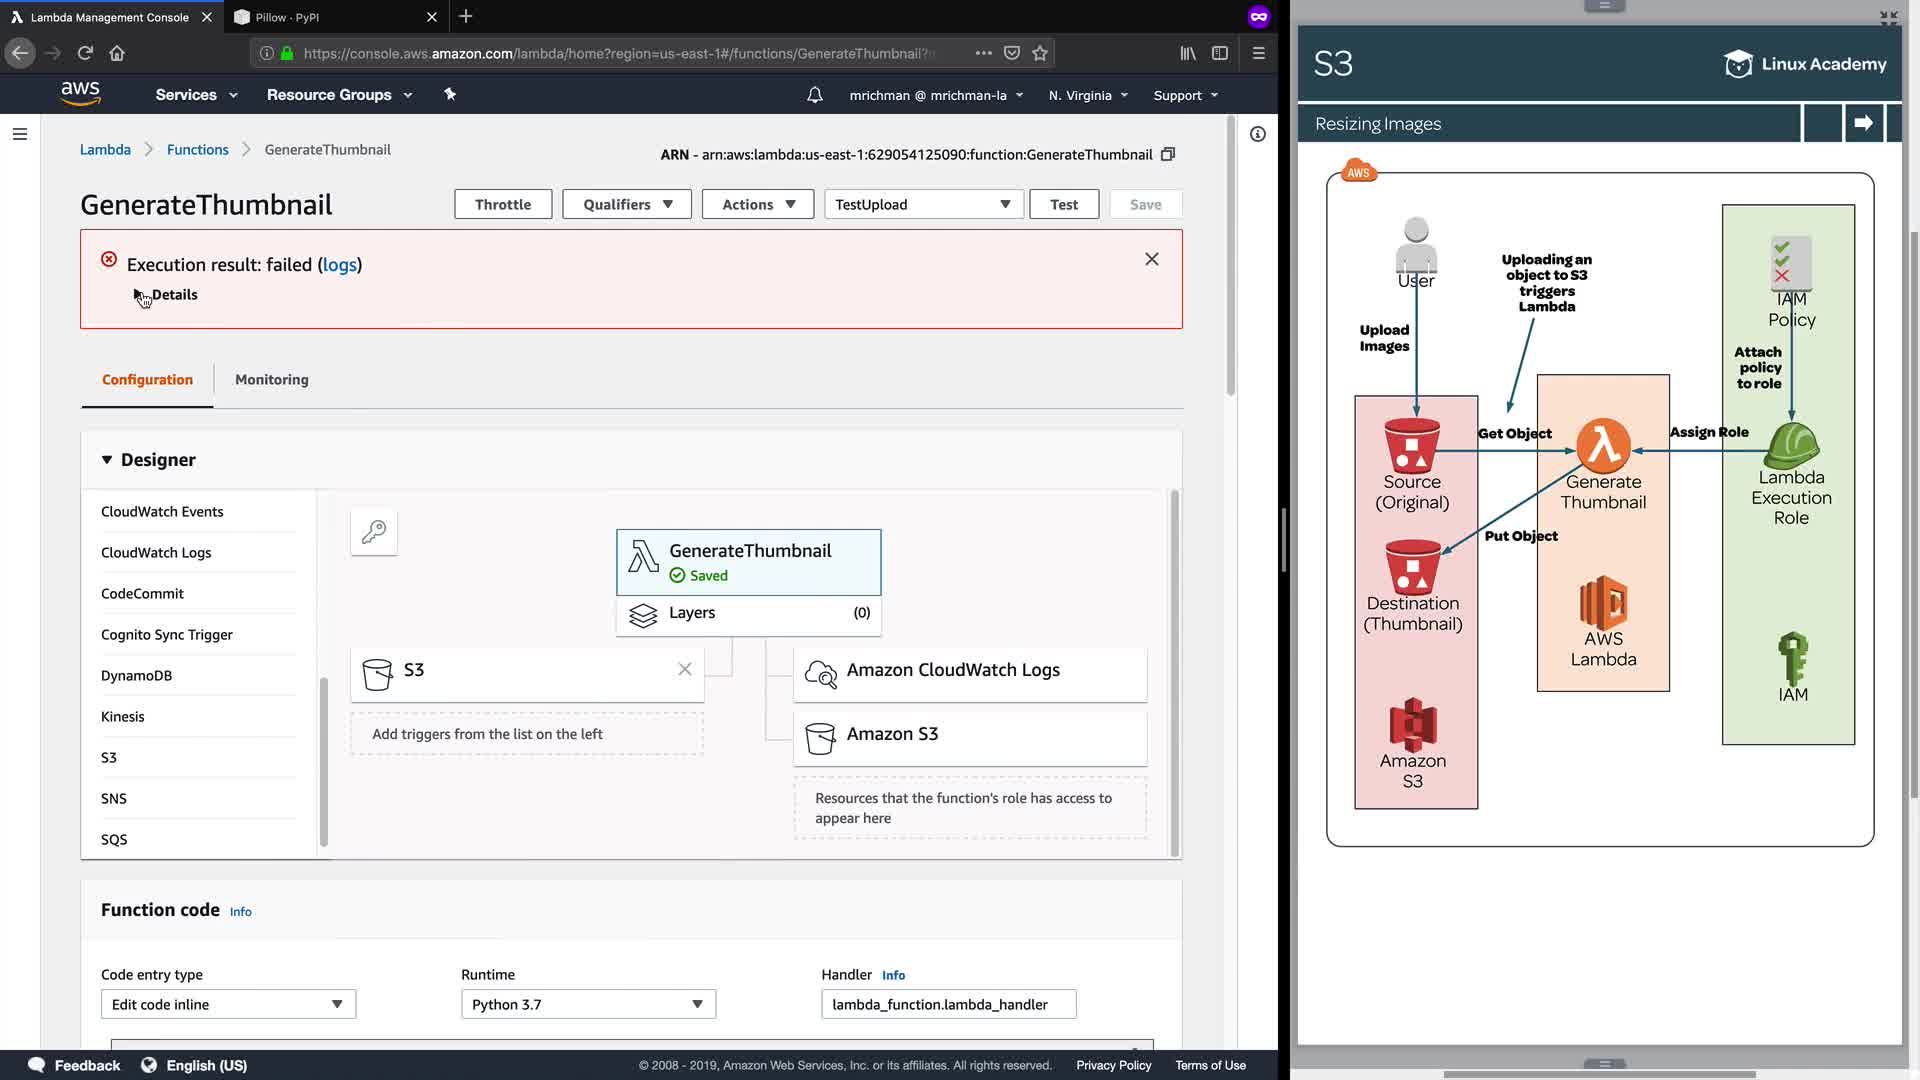 Lambda Management Console
Pillow · PyPI
https://console.aws.amazon.com/lambda/home?region=us-east-1#/functions/GenerateThumbnail?
aws
Services
Resource Groups
mrichman @ mrichman-la
N. Virginia
Support
Lambda
Functions
GenerateThumbnail
ARN - arn:aws:lambda:us-east-1:629054125090:function:GenerateThumbnail
GenerateThumbnail
Throttle
Qualifiers
Actions
TestUpload
Test
Save
Execution result: failed (logs)
Details
Configuration
Monitoring
Designer
CloudWatch Events
CloudWatch Logs
CodeCommit
Cognito Sync Trigger
DynamoDB
Kinesis
S3
SNS
SQS
GenerateThumbnail
Saved
Layers
(0)
S3
Add triggers from the list on the left
Amazon CloudWatch Logs
Amazon S3
Resources that the function's role has access to
appear here
Function code Info
Code entry type
Edit code inline
Runtime
Python 3.7
Handler Info
lambda_function.lambda_handler
Feedback
English (US)
© 2008 - 2019, Amazon Web Services, Inc. or its affiliates. All rights reserved.
Privacy Policy
Terms of Use
S3
Linux Academy
Resizing Images
AWS
User
Uploading an
object to S3
triggers
Lambda
Upload
Images
IAM
Policy
Attach
policy
to role
Get Object
Assign Role
Source
(Original)
Generate
Thumbnail
Lambda
Execution
Role
Put Object
Destination
(Thumbnail)
AWS
Lambda
IAM
Amazon
S3